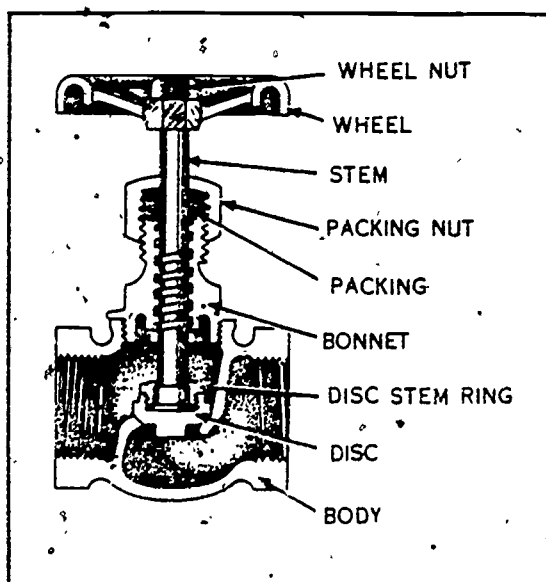 WHEEL NUT
WHEEL
STEM
PACKING NUT
PACKING
BONNET
DISC STEM RING
DISC
BODY